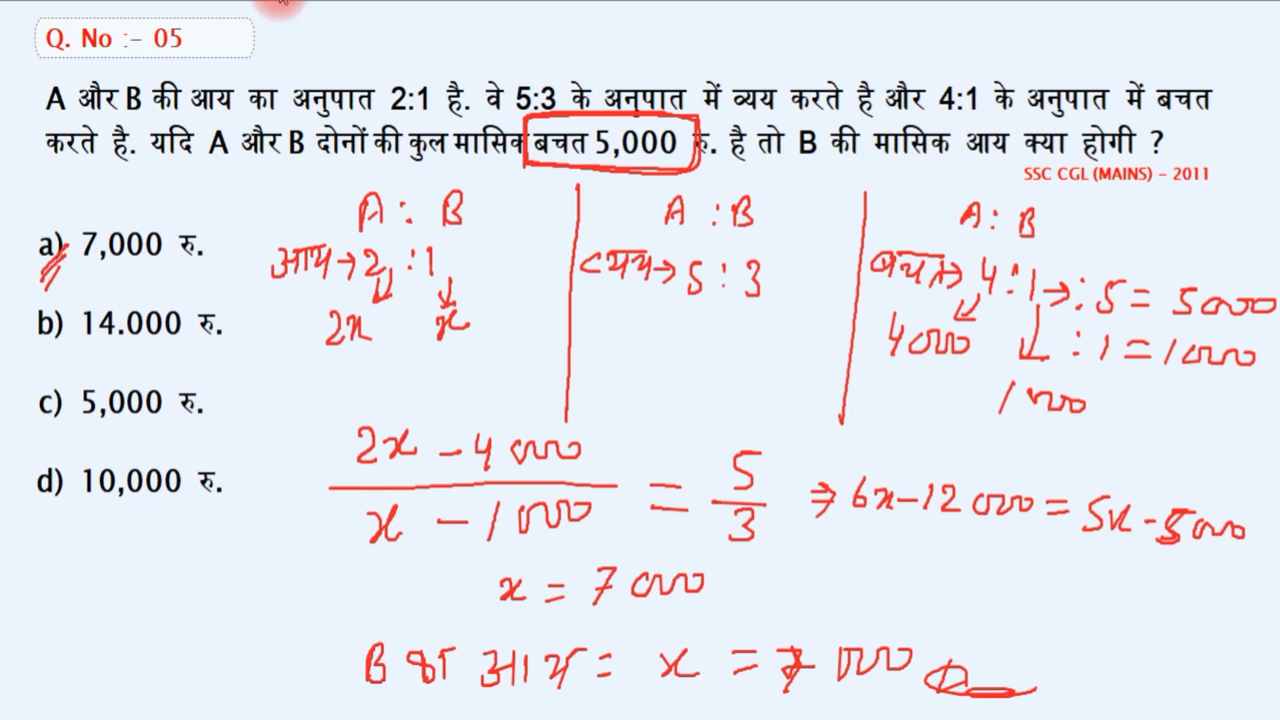 Q. No :- 05
A और B की आय का अनुपात 2:1 है. वे 5:3 के अनुपात में व्यय करते है और 4:1 के अनुपात में बचत
करते है. यदि A और B दोनों की कुल मासिक बचत 5,000 रु. है तो B की मासिक आय क्या होगी ?
SSC CGL (MAINS) – 2011
a) 7,000 रु.
b) 14.000 रु.
c) 5,000 रु.
d) 10,000 रु.
A : B
आय → 2 : 1
2x x
A : B
व्यय → 5 : 3
A : B
बचत → 4 : 1 → : 5 = 5000
4000 : 1 = 1000
1000
2x - 4000
x - 1000
= 5/3 ⇒ 6x - 12000 = 5x - 5000
x = 7000
B की आय = x = 7000